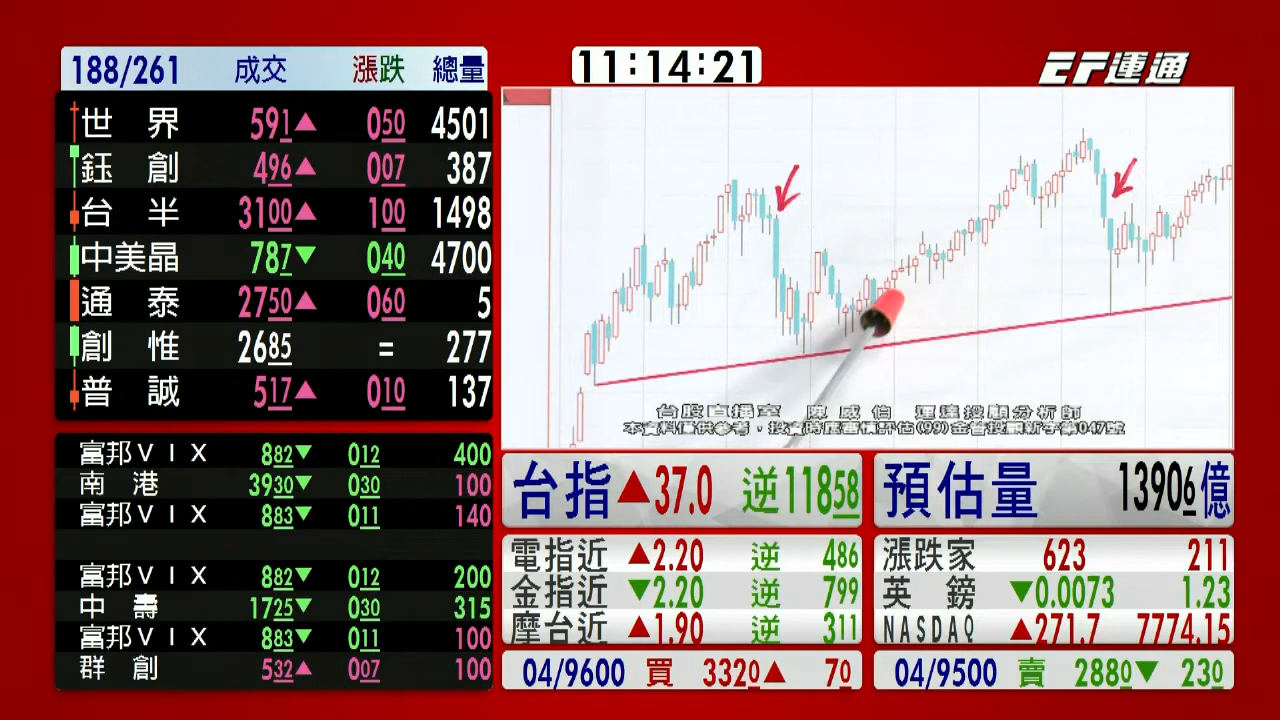 188/261 成交 漲跌 總量
11:14:21
EF運通
世界 591▲ 050 4501
鈺創 496▲ 007 387
台半 3100▲ 100 1498
中美晶 787▼ 040 4700
通泰 2750▲ 060 5
創惟 2685 = 277
普誠 517▲ 010 137
富邦VIX 882▼ 012 400
南港 3930▼ 030 100
富邦VIX 883▼ 011 140
富邦VIX 882▼ 012 200
中壽 1725▼ 030 315
富邦VIX 883▼ 011 100
群創 532▲ 007 100
台股直播室 陳威伯 運達投顧分析師
本資料僅供參考，投資時應審慎評估(99)金管投顧新字第047號
台指▲37.0 逆11858
預估量 13906億
電指近 ▲2.20 逆 486
金指近 ▼2.20 逆 799
摩台近 ▲1.90 逆 311
漲跌家 623 211
英鎊 ▼0.0073 1.23
NASDAQ ▲271.7 7774.15
04/9600 買 3320▲ 70
04/9500 賣 2880▼ 230